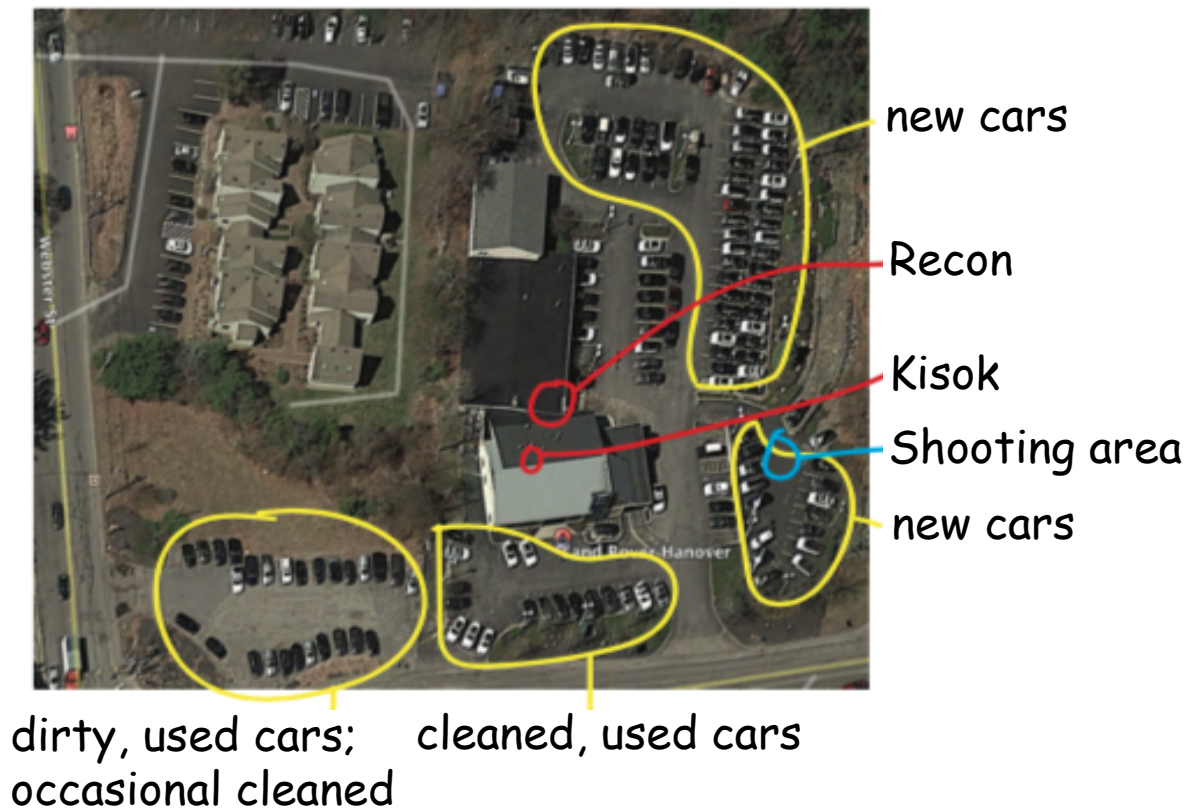 new cars
Recon
Kisok
Shooting area
new cars
Webster St
Land Rover Hanover
dirty, used cars;
occasional cleaned
cleaned, used cars